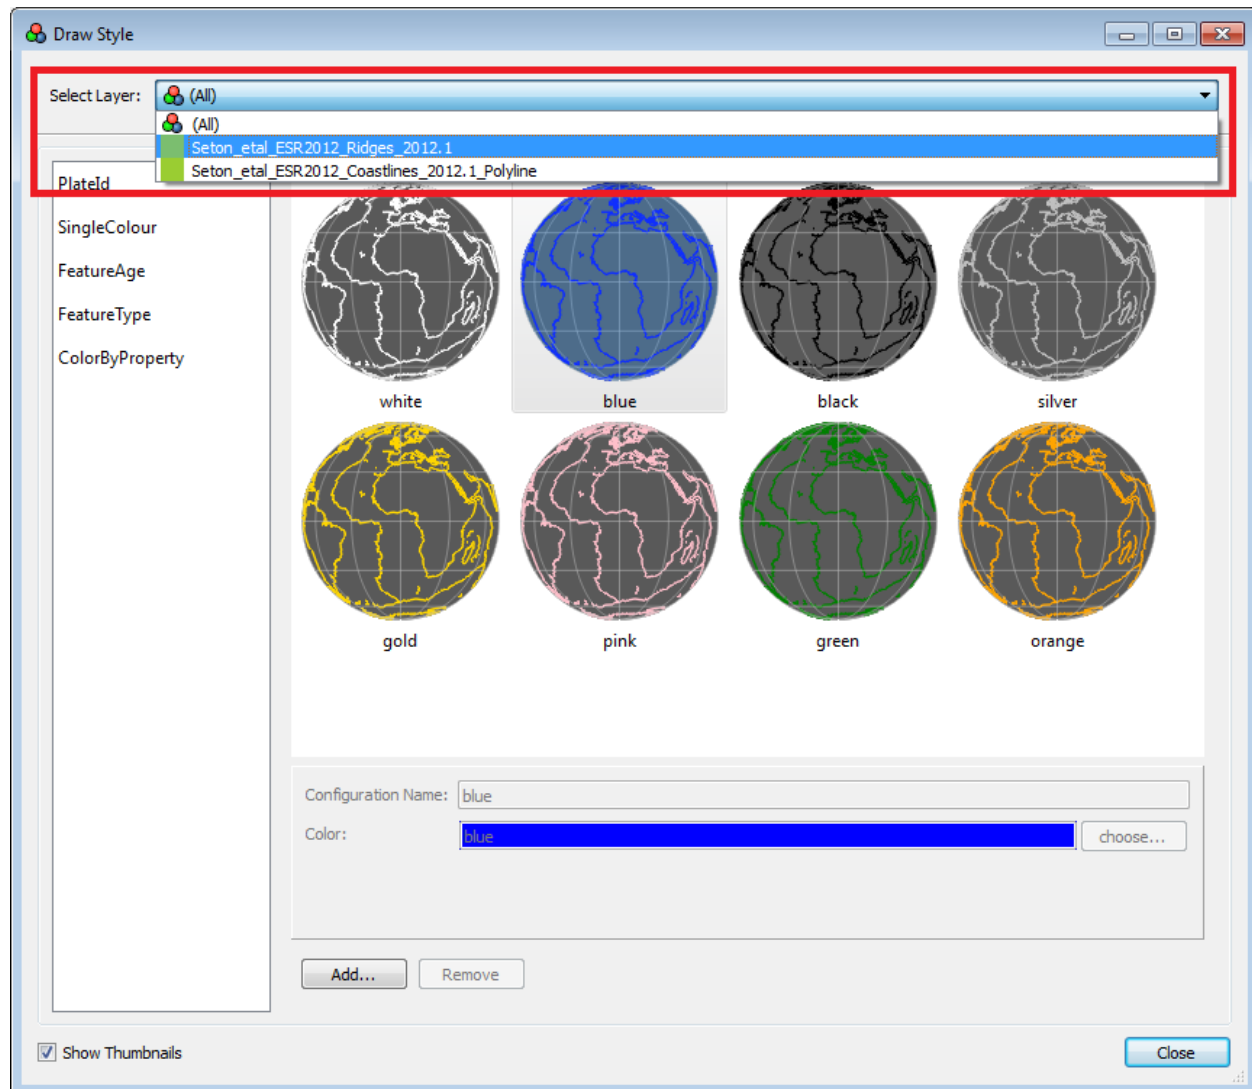 Draw Style
Select Layer: (All)
(All)
Seton_etal_ESR2012_Ridges_2012.1
Seton_etal_ESR2012_Coastlines_2012.1_Polyline
PlateId
SingleColour
FeatureAge
FeatureType
ColorByProperty
white blue black silver
gold pink green orange
Configuration Name: blue
Color: blue choose...
Add... Remove
Show Thumbnails Close